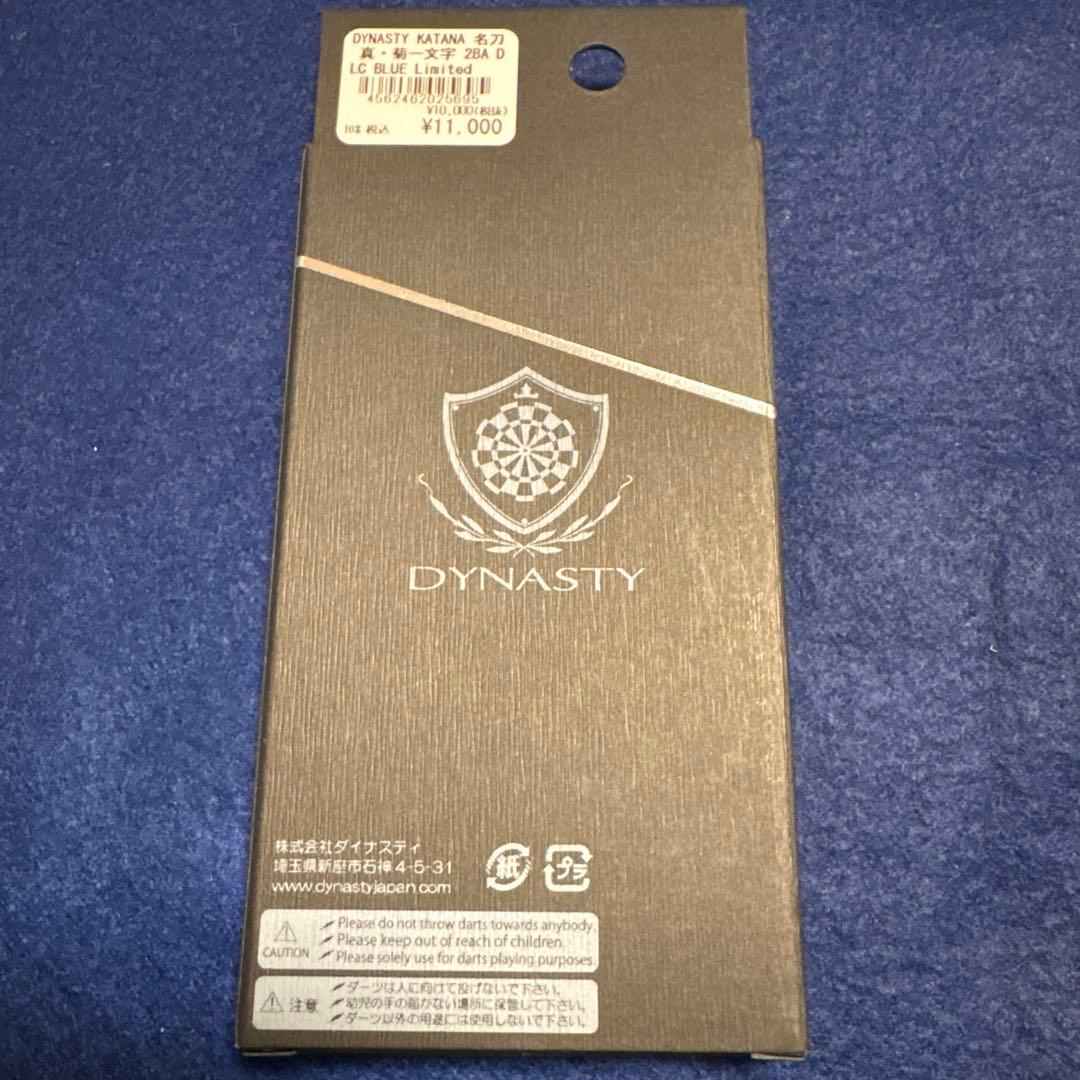 DYNASTY KATANA 名刀
真・菊一文字 2BA D
LC BLUE Limited
4562462025695
¥10,000(税抜)
10% 税込 ¥11,000
DYNASTY
株式会社ダイナスティ
埼玉県新座市石神4-5-31
www.dynastyjapan.com
紙
プラ
Please do not throw darts towards anybody.
Please keep out of reach of children.
Please solely use for darts playing purposes
CAUTION
注意
ダーツは人に向けて投げないで下さい。
幼児の手の届かない場所に保管して下さい。
ダーツ以外の用途には使用しないで下さい。